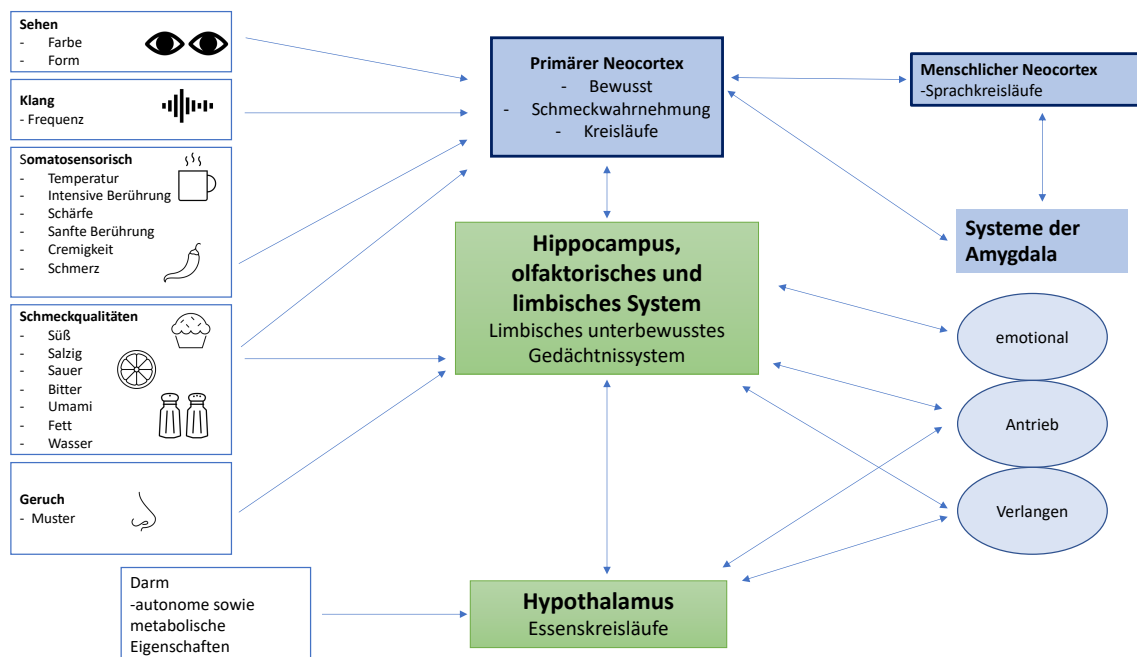 Sehen
- Farbe
- Form
Klang
- Frequenz
Somatosensorisch
- Temperatur
- Intensive Berührung
- Schärfe
- Sanfte Berührung
- Cremigkeit
- Schmerz
Schmeckqualitäten
- Süß
- Salzig
- Sauer
- Bitter
- Umami
- Fett
- Wasser
Geruch
- Muster
Darm
-autonome sowie
metabolische
Eigenschaften
Primärer Neocortex
- Bewusst
- Schmeckwahrnehmung
- Kreisläufe
Hippocampus,
olfaktorisches und
limbisches System
Limbisches unterbewusstes
Gedächtnissystem
Hypothalamus
Essenskreisläufe
Menschlicher Neocortex
-Sprachkreisläufe
Systeme der
Amygdala
emotional
Antrieb
Verlangen